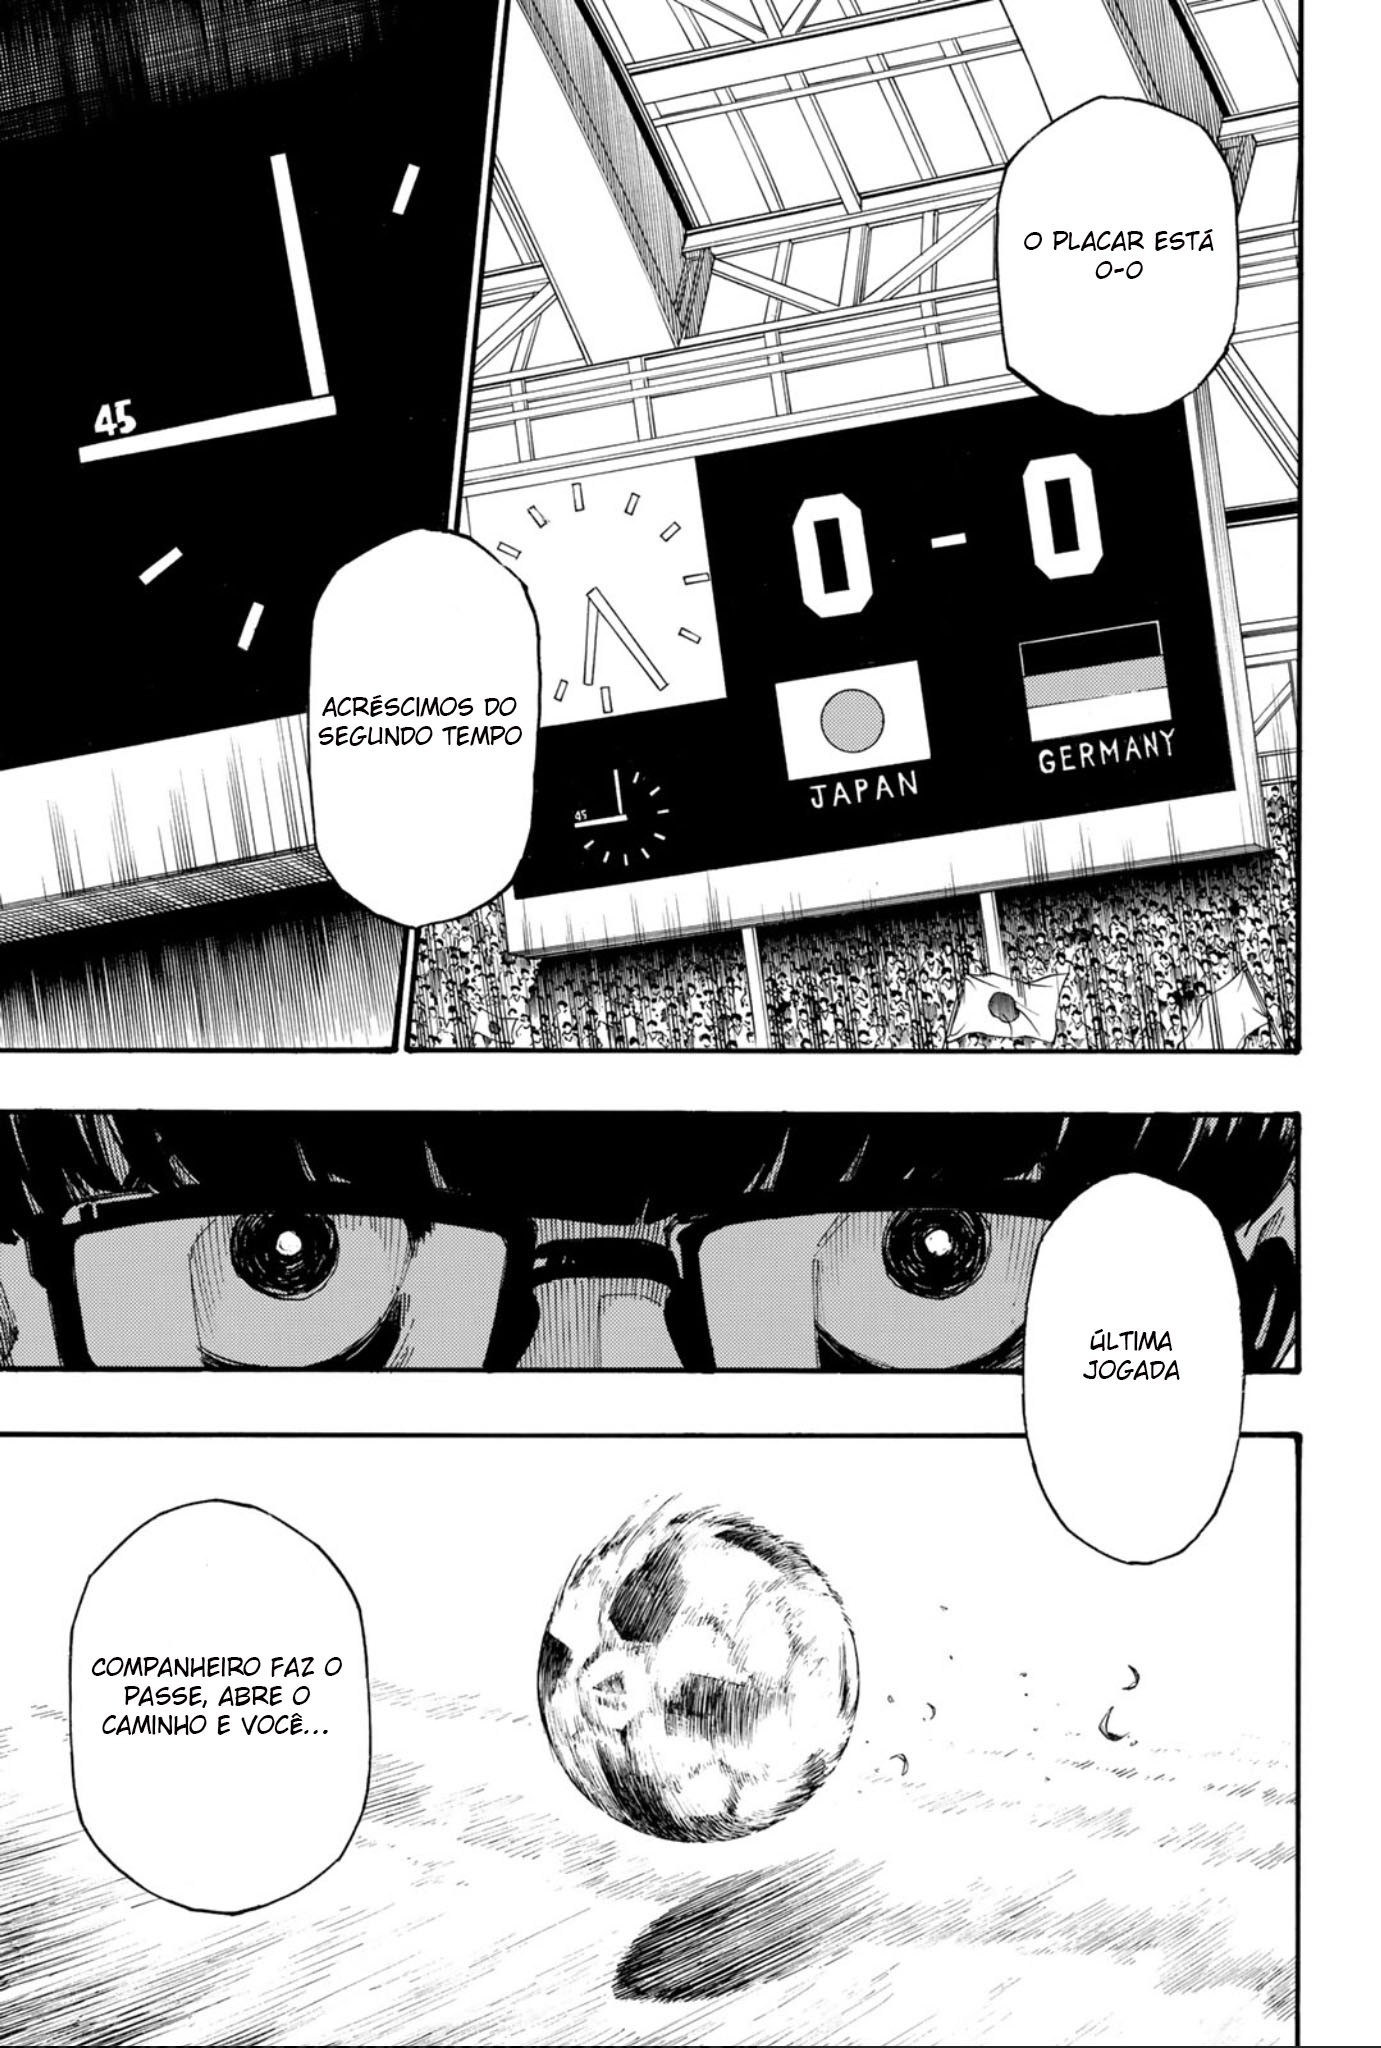 O PLACAR ESTÁ
0-0
0 - 0
JAPAN
GERMANY
45
45
ACRÉSCIMOS DO
SEGUNDO TEMPO
ÚLTIMA
JOGADA
COMPANHEIRO FAZ O
PASSE, ABRE O
CAMINHO E VOCÊ...